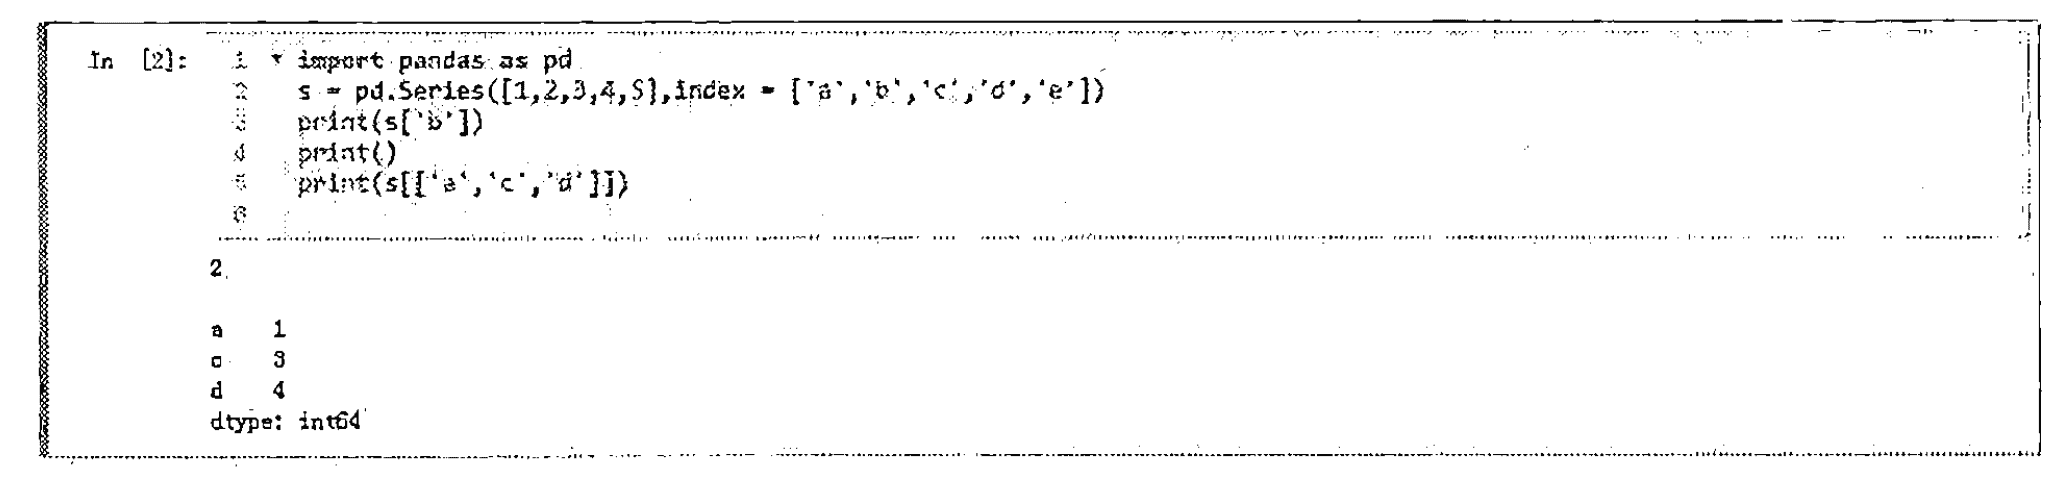 In [2]: 1 ▾ import pandas as pd
2 s = pd.Series([1,2,3,4,5],index = ['a','b','c','d','e'])
3 print(s['b'])
4 print()
5 print(s[['a','c','d']])
6
2
a 1
c 3
d 4
dtype: int64